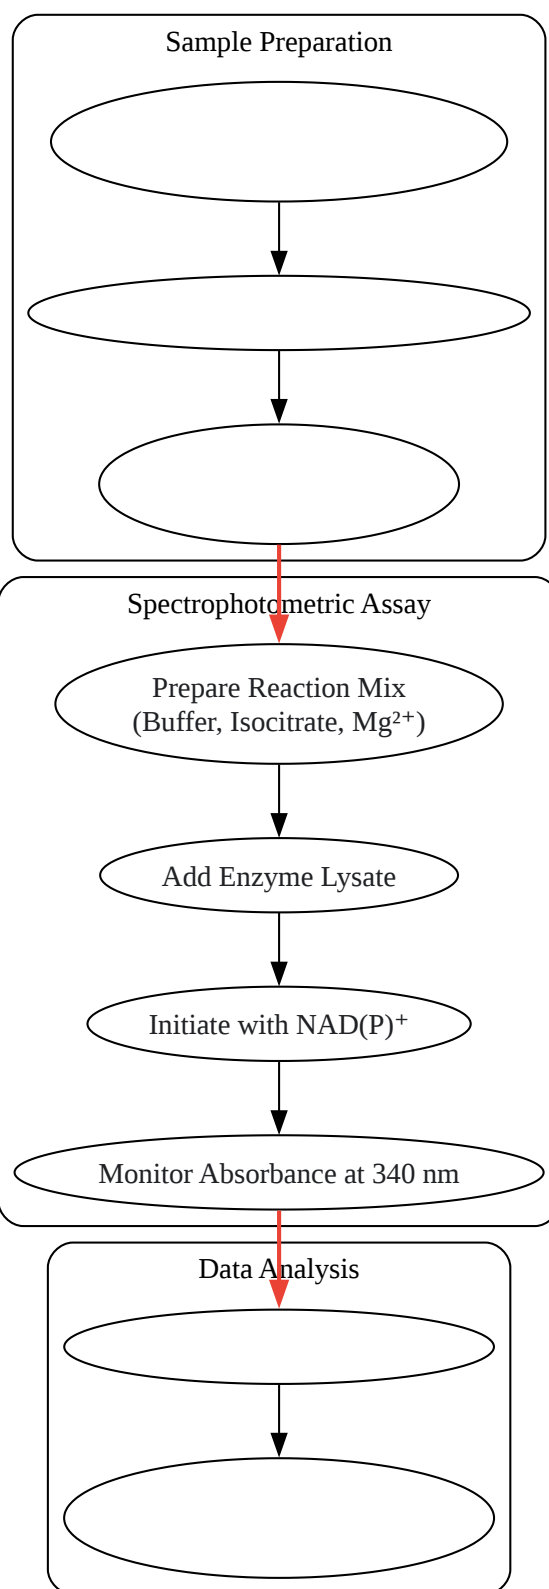 Sample Preparation
Spectrophotometric Assay
Prepare Reaction Mix
(Buffer, Isocitrate, Mg²⁺)
Add Enzyme Lysate
Initiate with NAD(P)⁺
Monitor Absorbance at 340 nm
Data Analysis